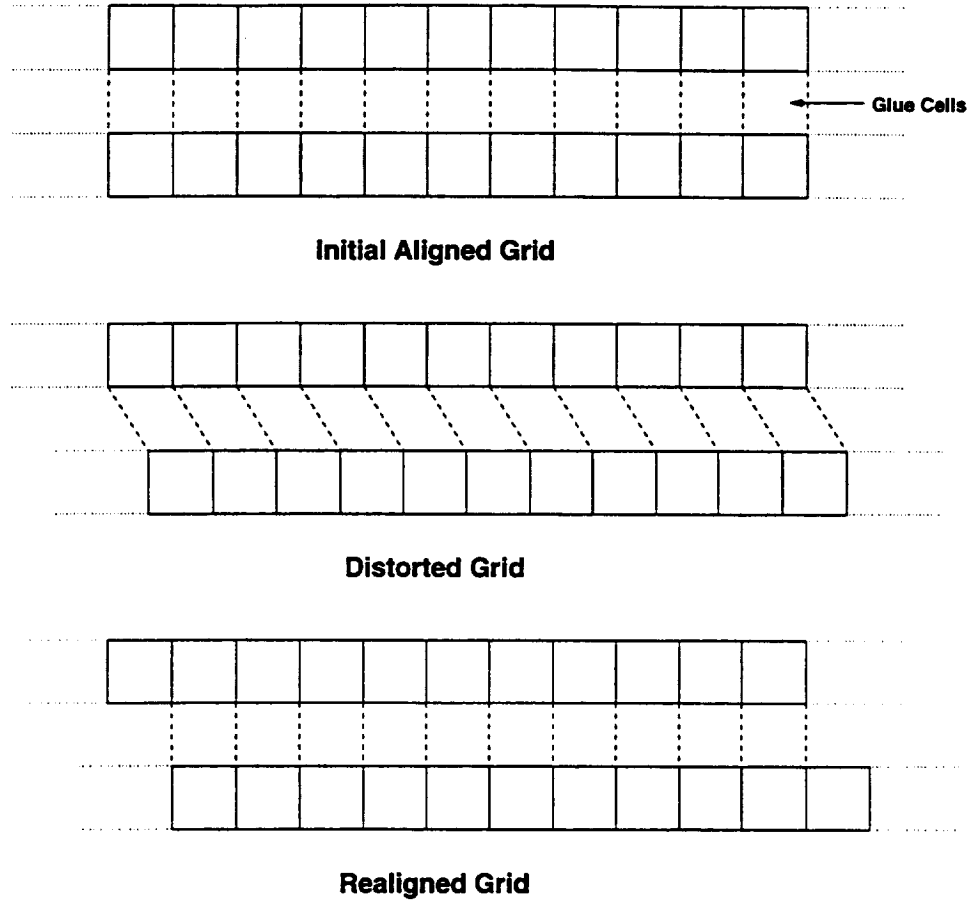 Glue Cells
Initial Aligned Grid
Distorted Grid
Realigned Grid